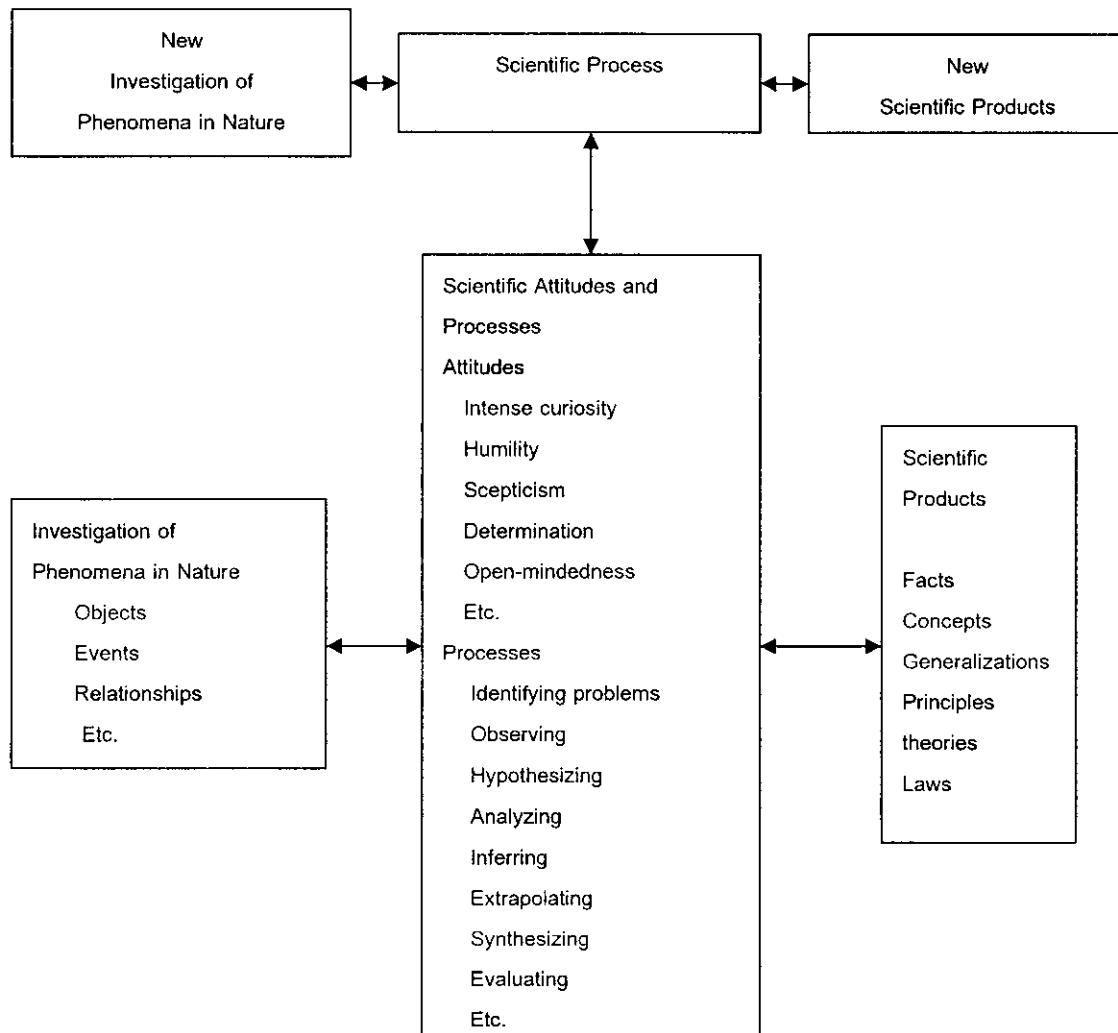 New
Investigation of
Phenomena in Nature
Scientific Process
New
Scientific Products
Scientific Attitudes and
Processes
Attitudes
Intense curiosity
Humility
Scepticism
Determination
Open-mindedness
Etc.
Processes
Identifying problems
Observing
Hypothesizing
Analyzing
Inferring
Extrapolating
Synthesizing
Evaluating
Etc.
Investigation of
Phenomena in Nature
Objects
Events
Relationships
Etc.
Scientific
Products
Facts
Concepts
Generalizations
Principles
theories
Laws